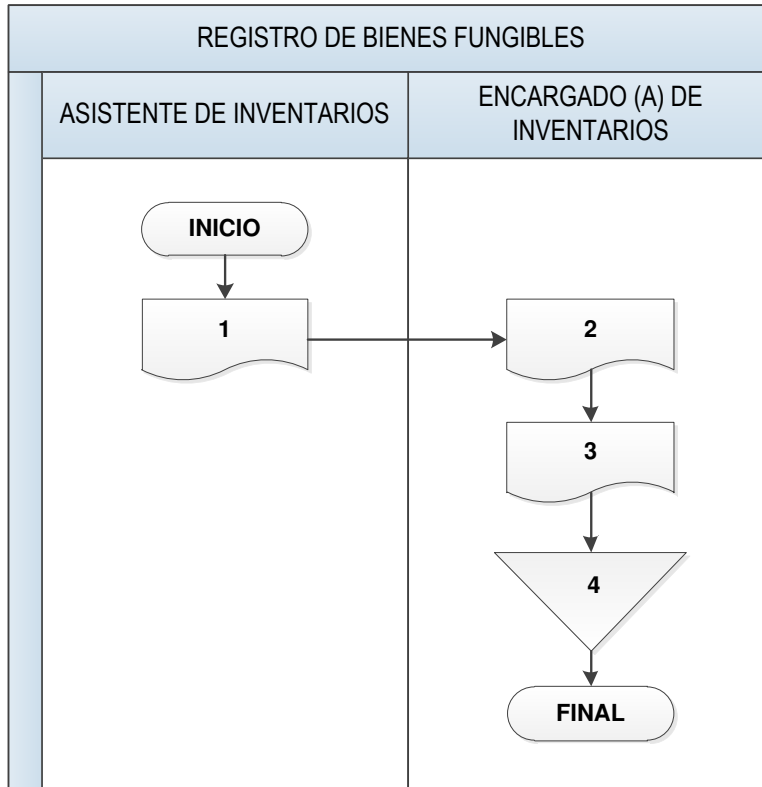 REGISTRO DE BIENES FUNGIBLES
ASISTENTE DE INVENTARIOS
ENCARGADO (A) DE
INVENTARIOS
INICIO
1
2
3
4
FINAL